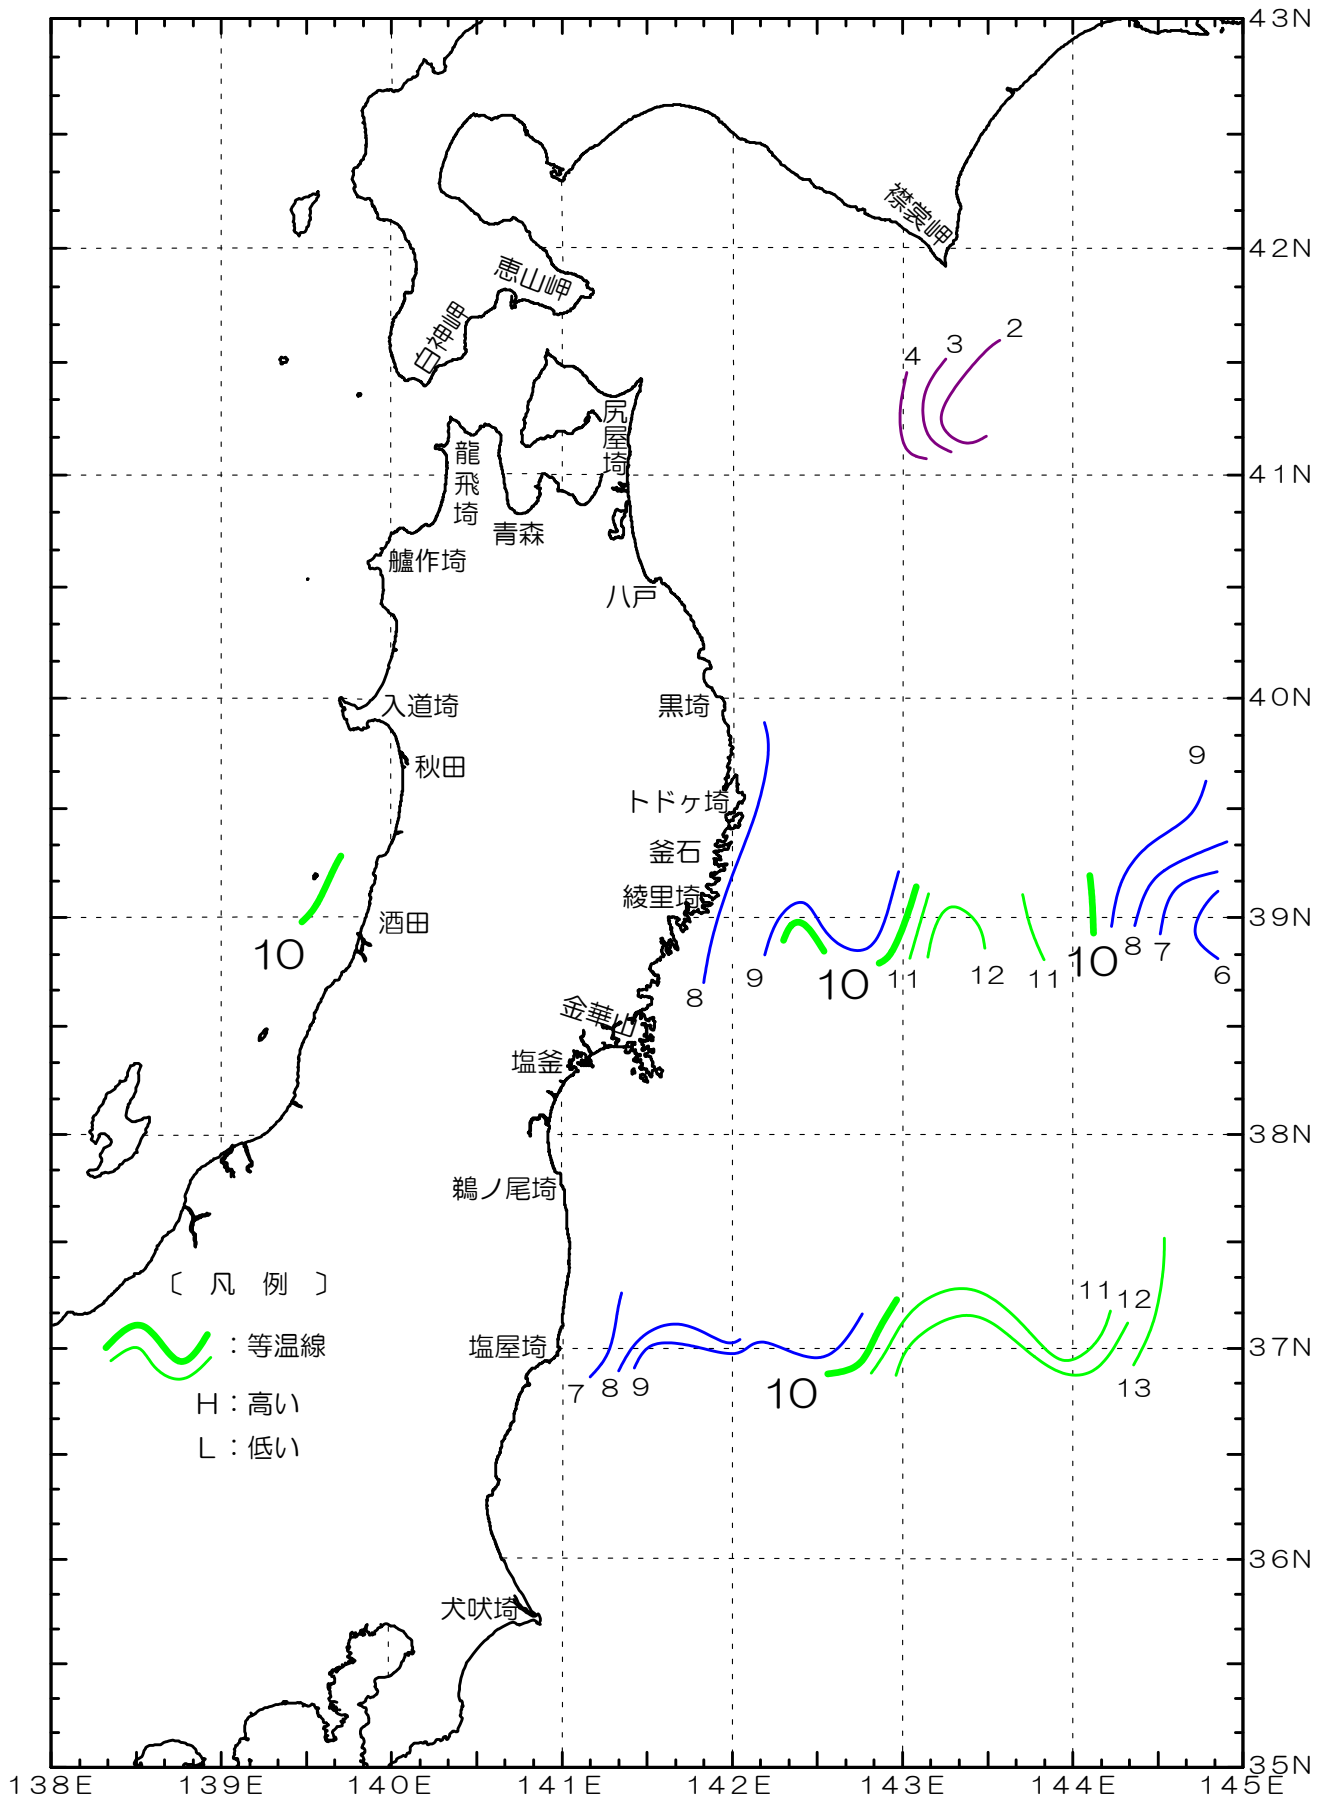 43N
襟裳岬
42N
恵山岬
白神岬
2
3
4
尻屋埼
龍飛埼
41N
青森
艫作埼
八戸
入道埼
黒埼
40N
秋田
9
トドヶ埼
釜石
綾里埼
酒田
39N
10
9
8
10
11
12
11
10
8
7
6
金華山
塩釜
38N
鵜ノ尾埼
〔 凡 例 〕
:等温線
H:高い
L:低い
11
12
塩屋埼
37N
7
8
9
10
13
36N
犬吠埼
35N
138E
139E
140E
141E
142E
143E
144E
145E